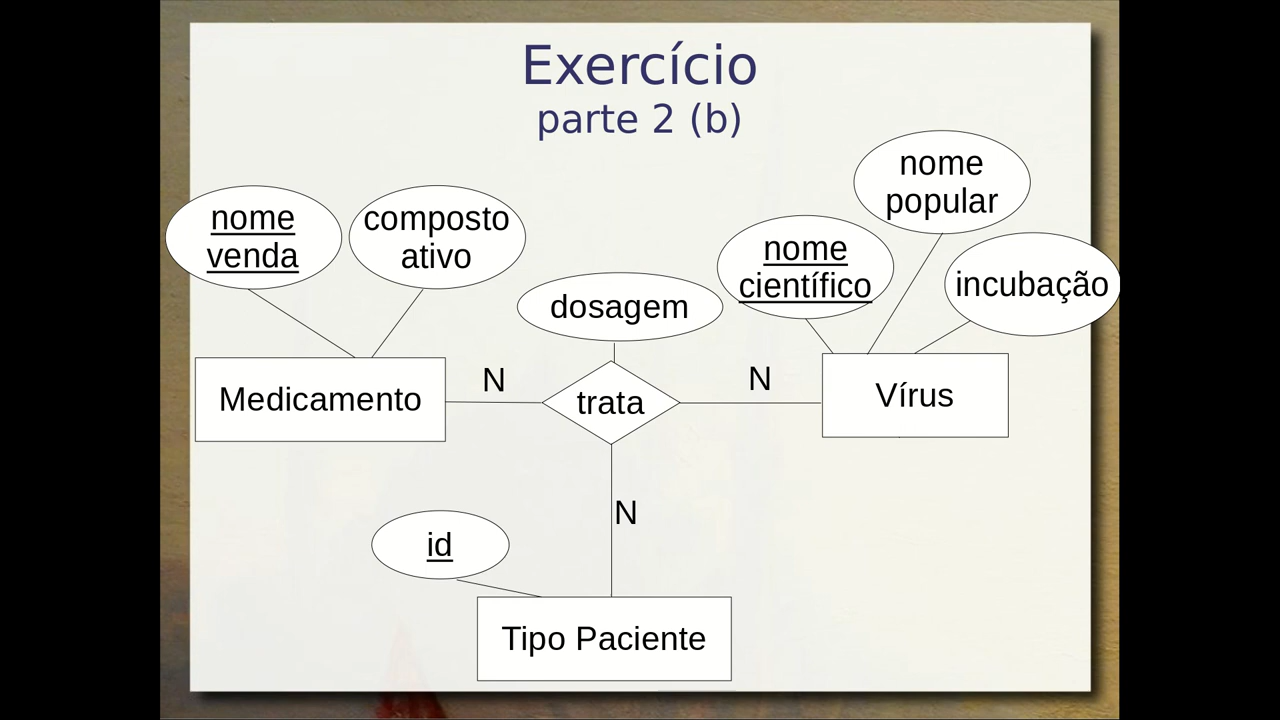 Exercício
parte 2 (b)
nome
popular
nome
venda
composto
ativo
nome
científico
incubação
dosagem
N
N
Medicamento
trata
Vírus
N
id
Tipo Paciente